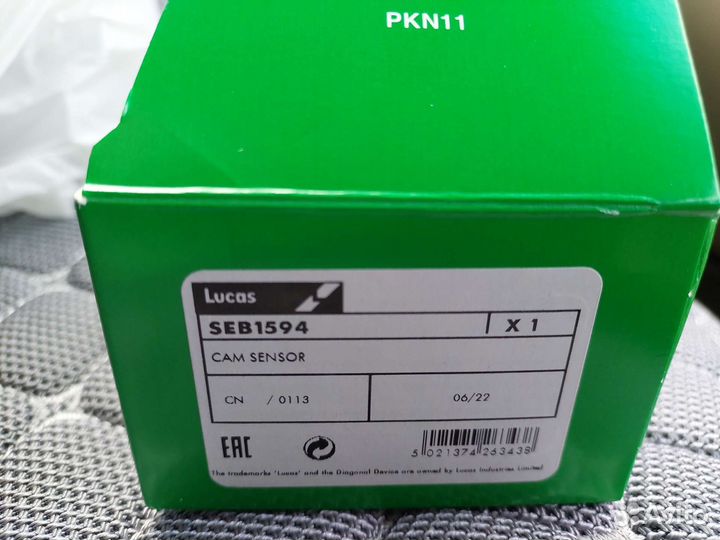 PKN11
Lucas
SEB1594 X 1
CAM SENSOR
CN / 0113 06/22
EAC
5 021374 263438
The trademarks 'Lucas' and the Diagonal Device are owned by Lucas Industries Limited
Avito